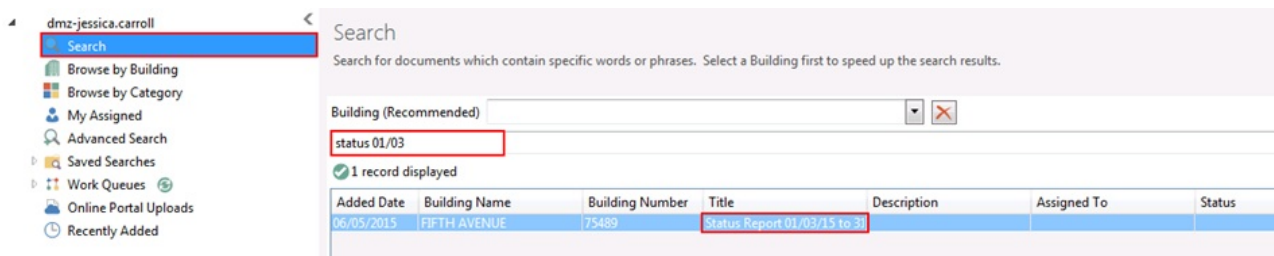 dmz-jessica.carroll
Search
Browse by Building
Browse by Category
My Assigned
Advanced Search
Saved Searches
Work Queues
Online Portal Uploads
Recently Added
Search
Search for documents which contain specific words or phrases. Select a Building first to speed up the search results.
Building (Recommended)
status 01/03
1 record displayed
Added Date Building Name Building Number Title Description Assigned To Status
06/05/2015 FIFTH AVENUE 75489 Status Report 01/03/15 to 31